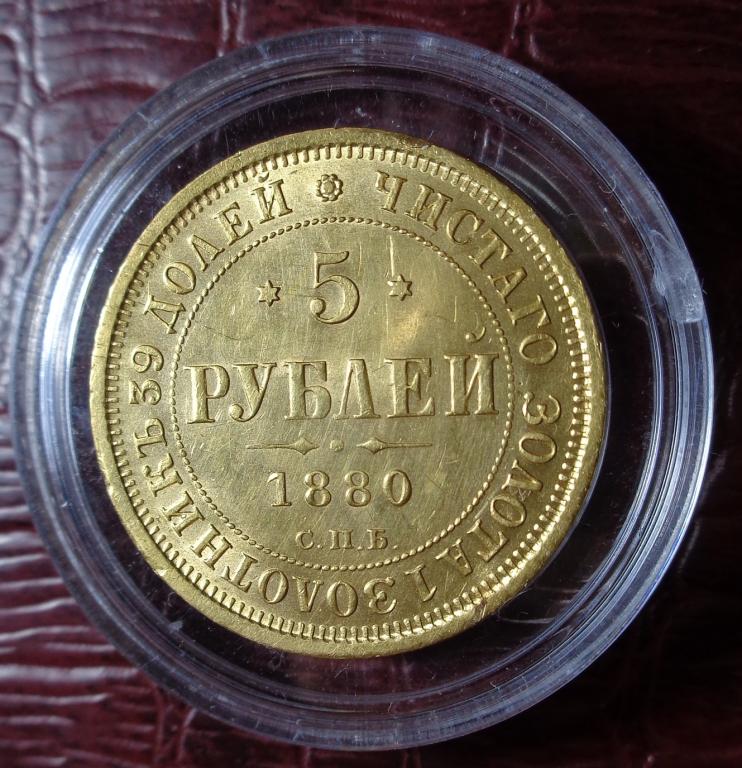 ЧИСТАГО ЗОЛОТА 1 ЗОЛОТНИКЪ 39 ДОЛЕЙ
5
РУБЛЕЙ
1880
С.П.Б.